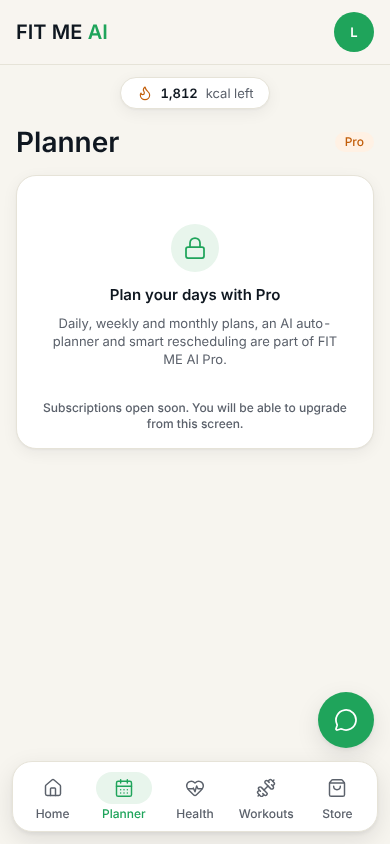 FIT ME AI
L
1,812 kcal left
Planner
Pro
Plan your days with Pro
Daily, weekly and monthly plans, an AI auto-
planner and smart rescheduling are part of FIT
ME AI Pro.
Subscriptions open soon. You will be able to upgrade
from this screen.
Home Planner Health Workouts Store